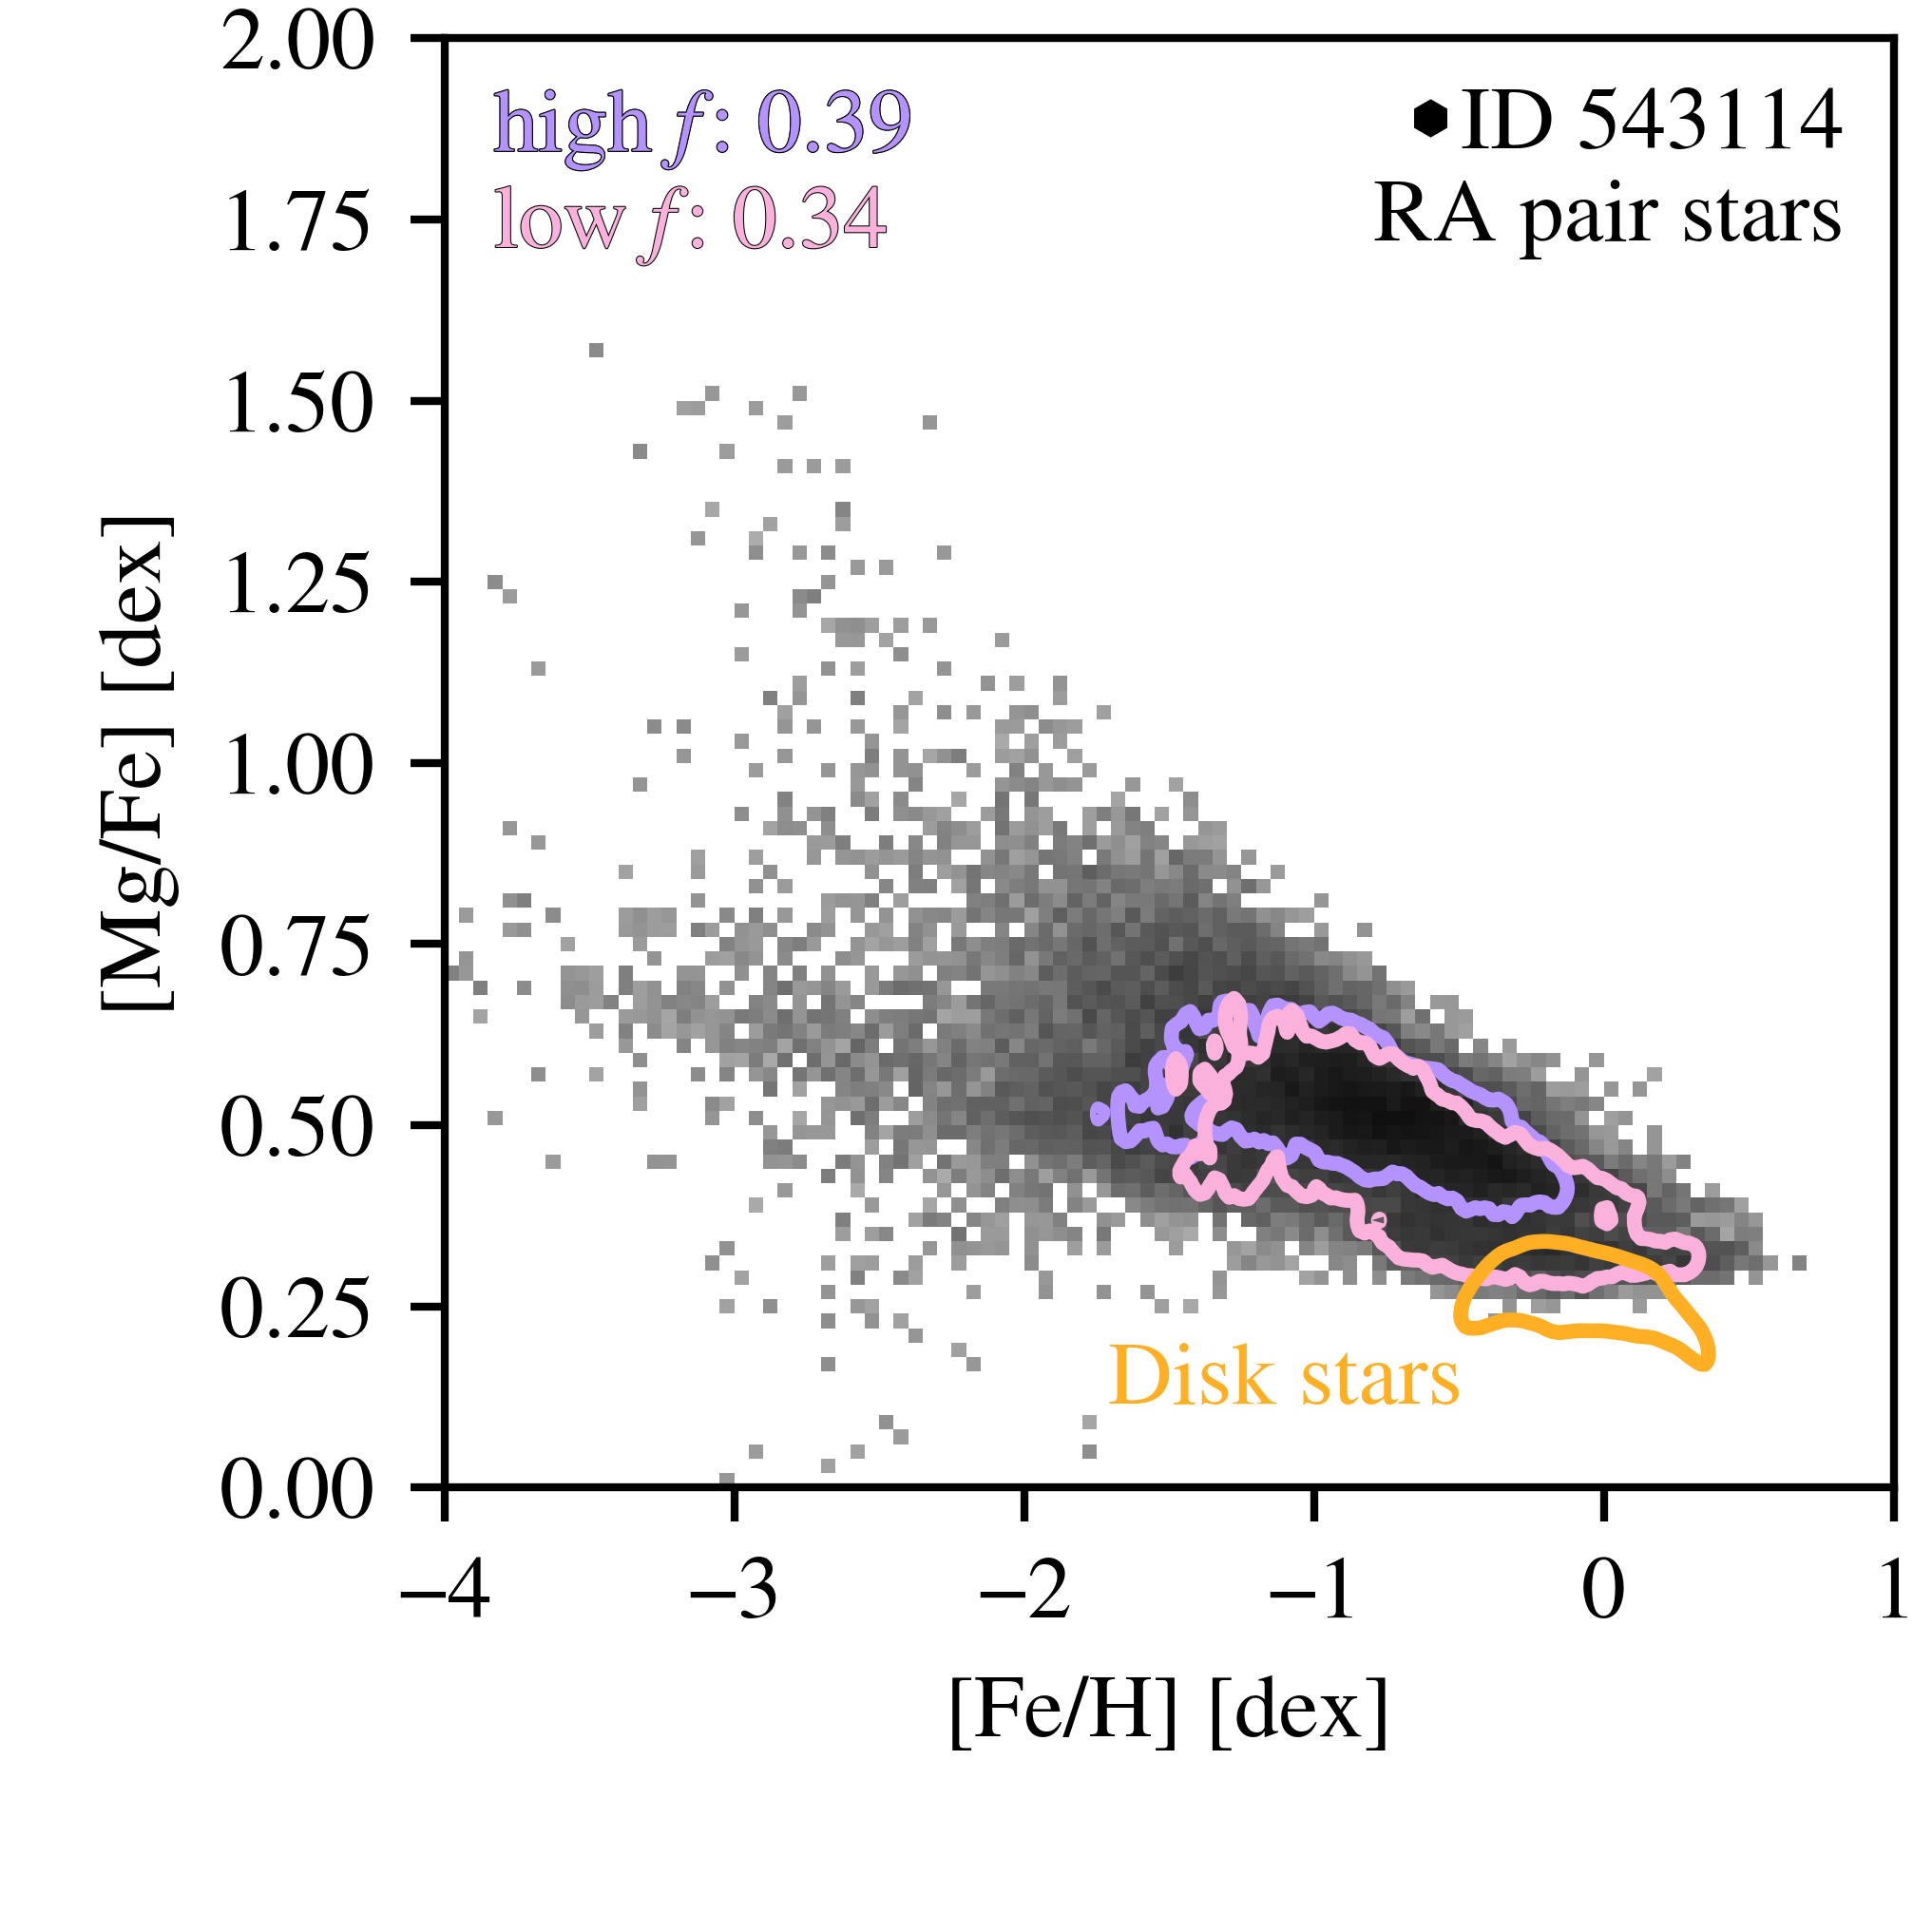 2.00
1.75
1.50
1.25
1.00
0.75
0.50
0.25
0.00
[Mg/Fe] [dex]
high f: 0.39
low f: 0.34
ID 543114
RA pair stars
Disk stars
−4 −3 −2 −1 0 1
[Fe/H] [dex]